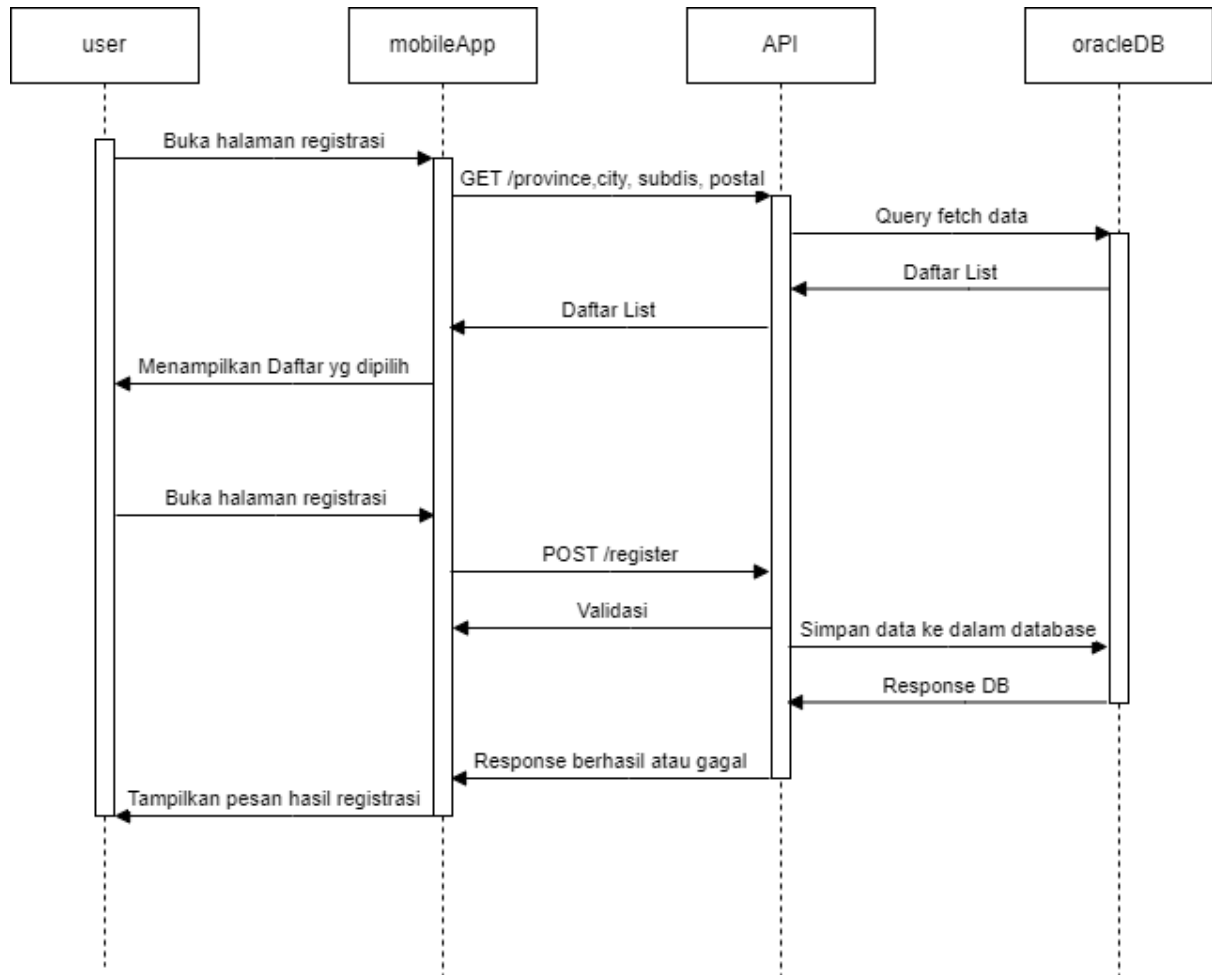 user
mobileApp
API
oracleDB
Buka halaman registrasi
GET /province,city, subdis, postal
Query fetch data
Daftar List
Daftar List
Menampilkan Daftar yg dipilih
Buka halaman registrasi
POST /register
Validasi
Simpan data ke dalam database
Response DB
Response berhasil atau gagal
Tampilkan pesan hasil registrasi